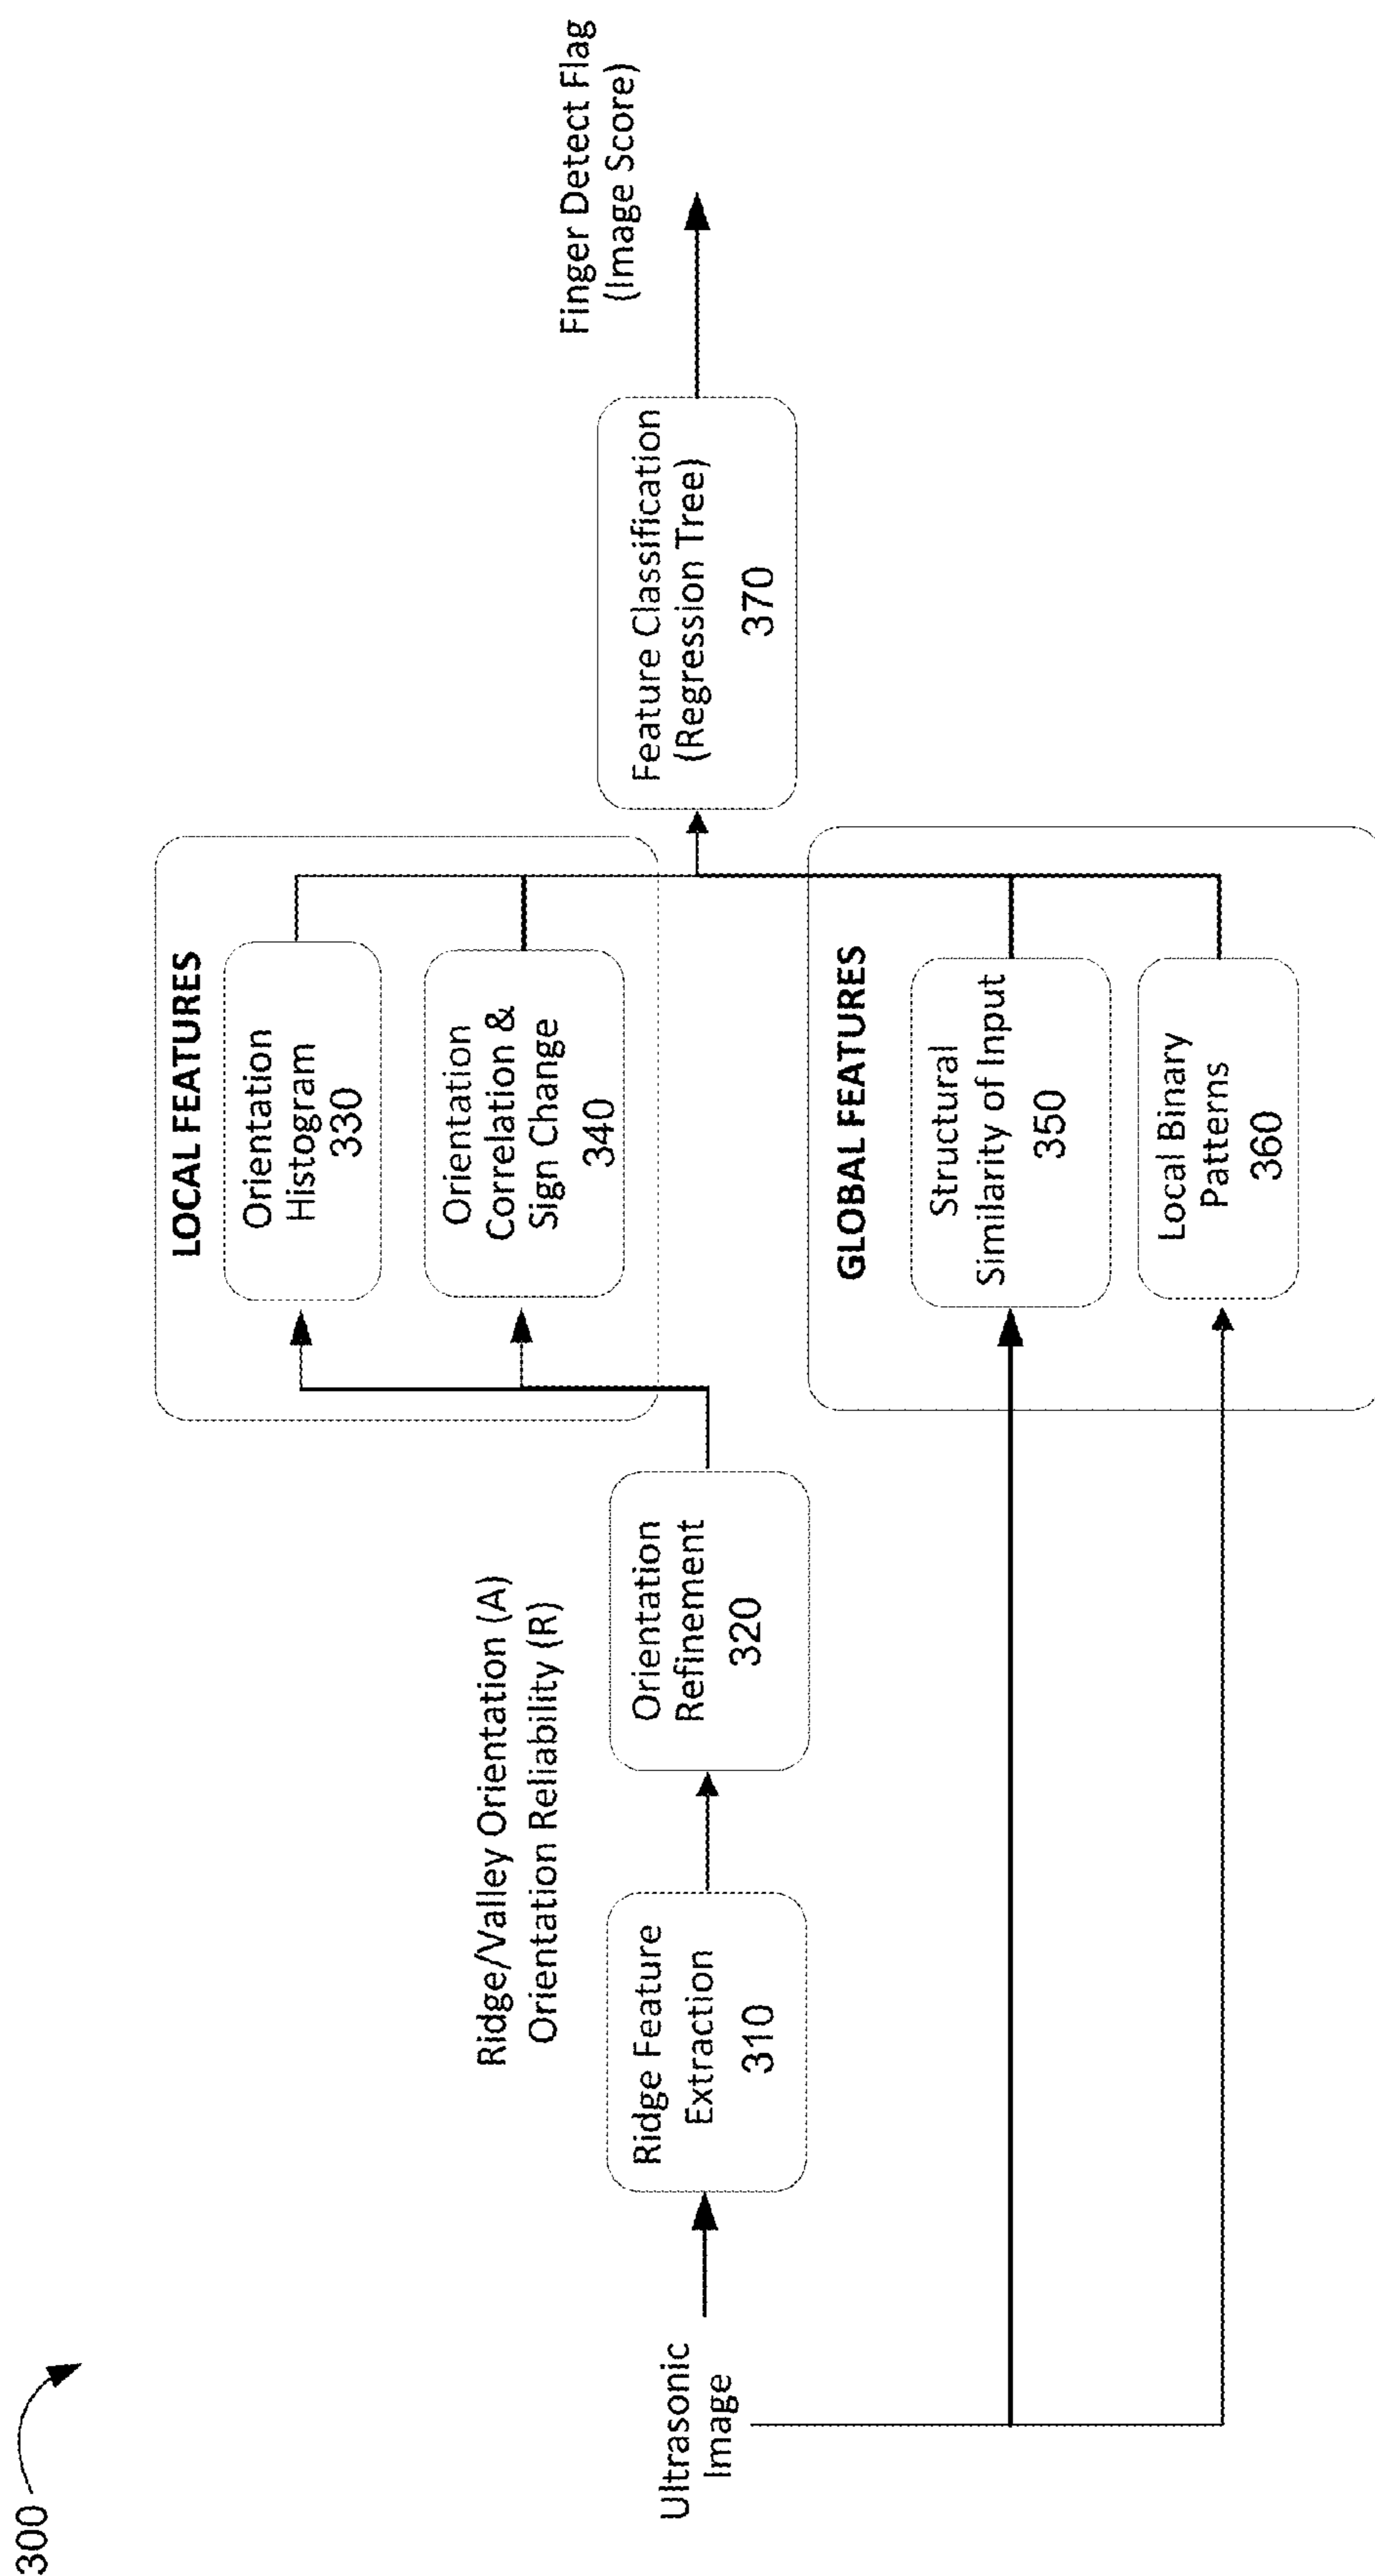 300
Ultrasonic
Image
Ridge Feature
Extraction
310
Ridge/Valley Orientation (A)
Orientation Reliability (R)
Orientation
Refinement
320
LOCAL FEATURES
Orientation
Histogram
330
Orientation
Correlation &
Sign Change
340
GLOBAL FEATURES
Structural
Similarity of Input
350
Local Binary
Patterns
360
Feature Classification
(Regression Tree)
370
Finger Detect Flag
(Image Score)